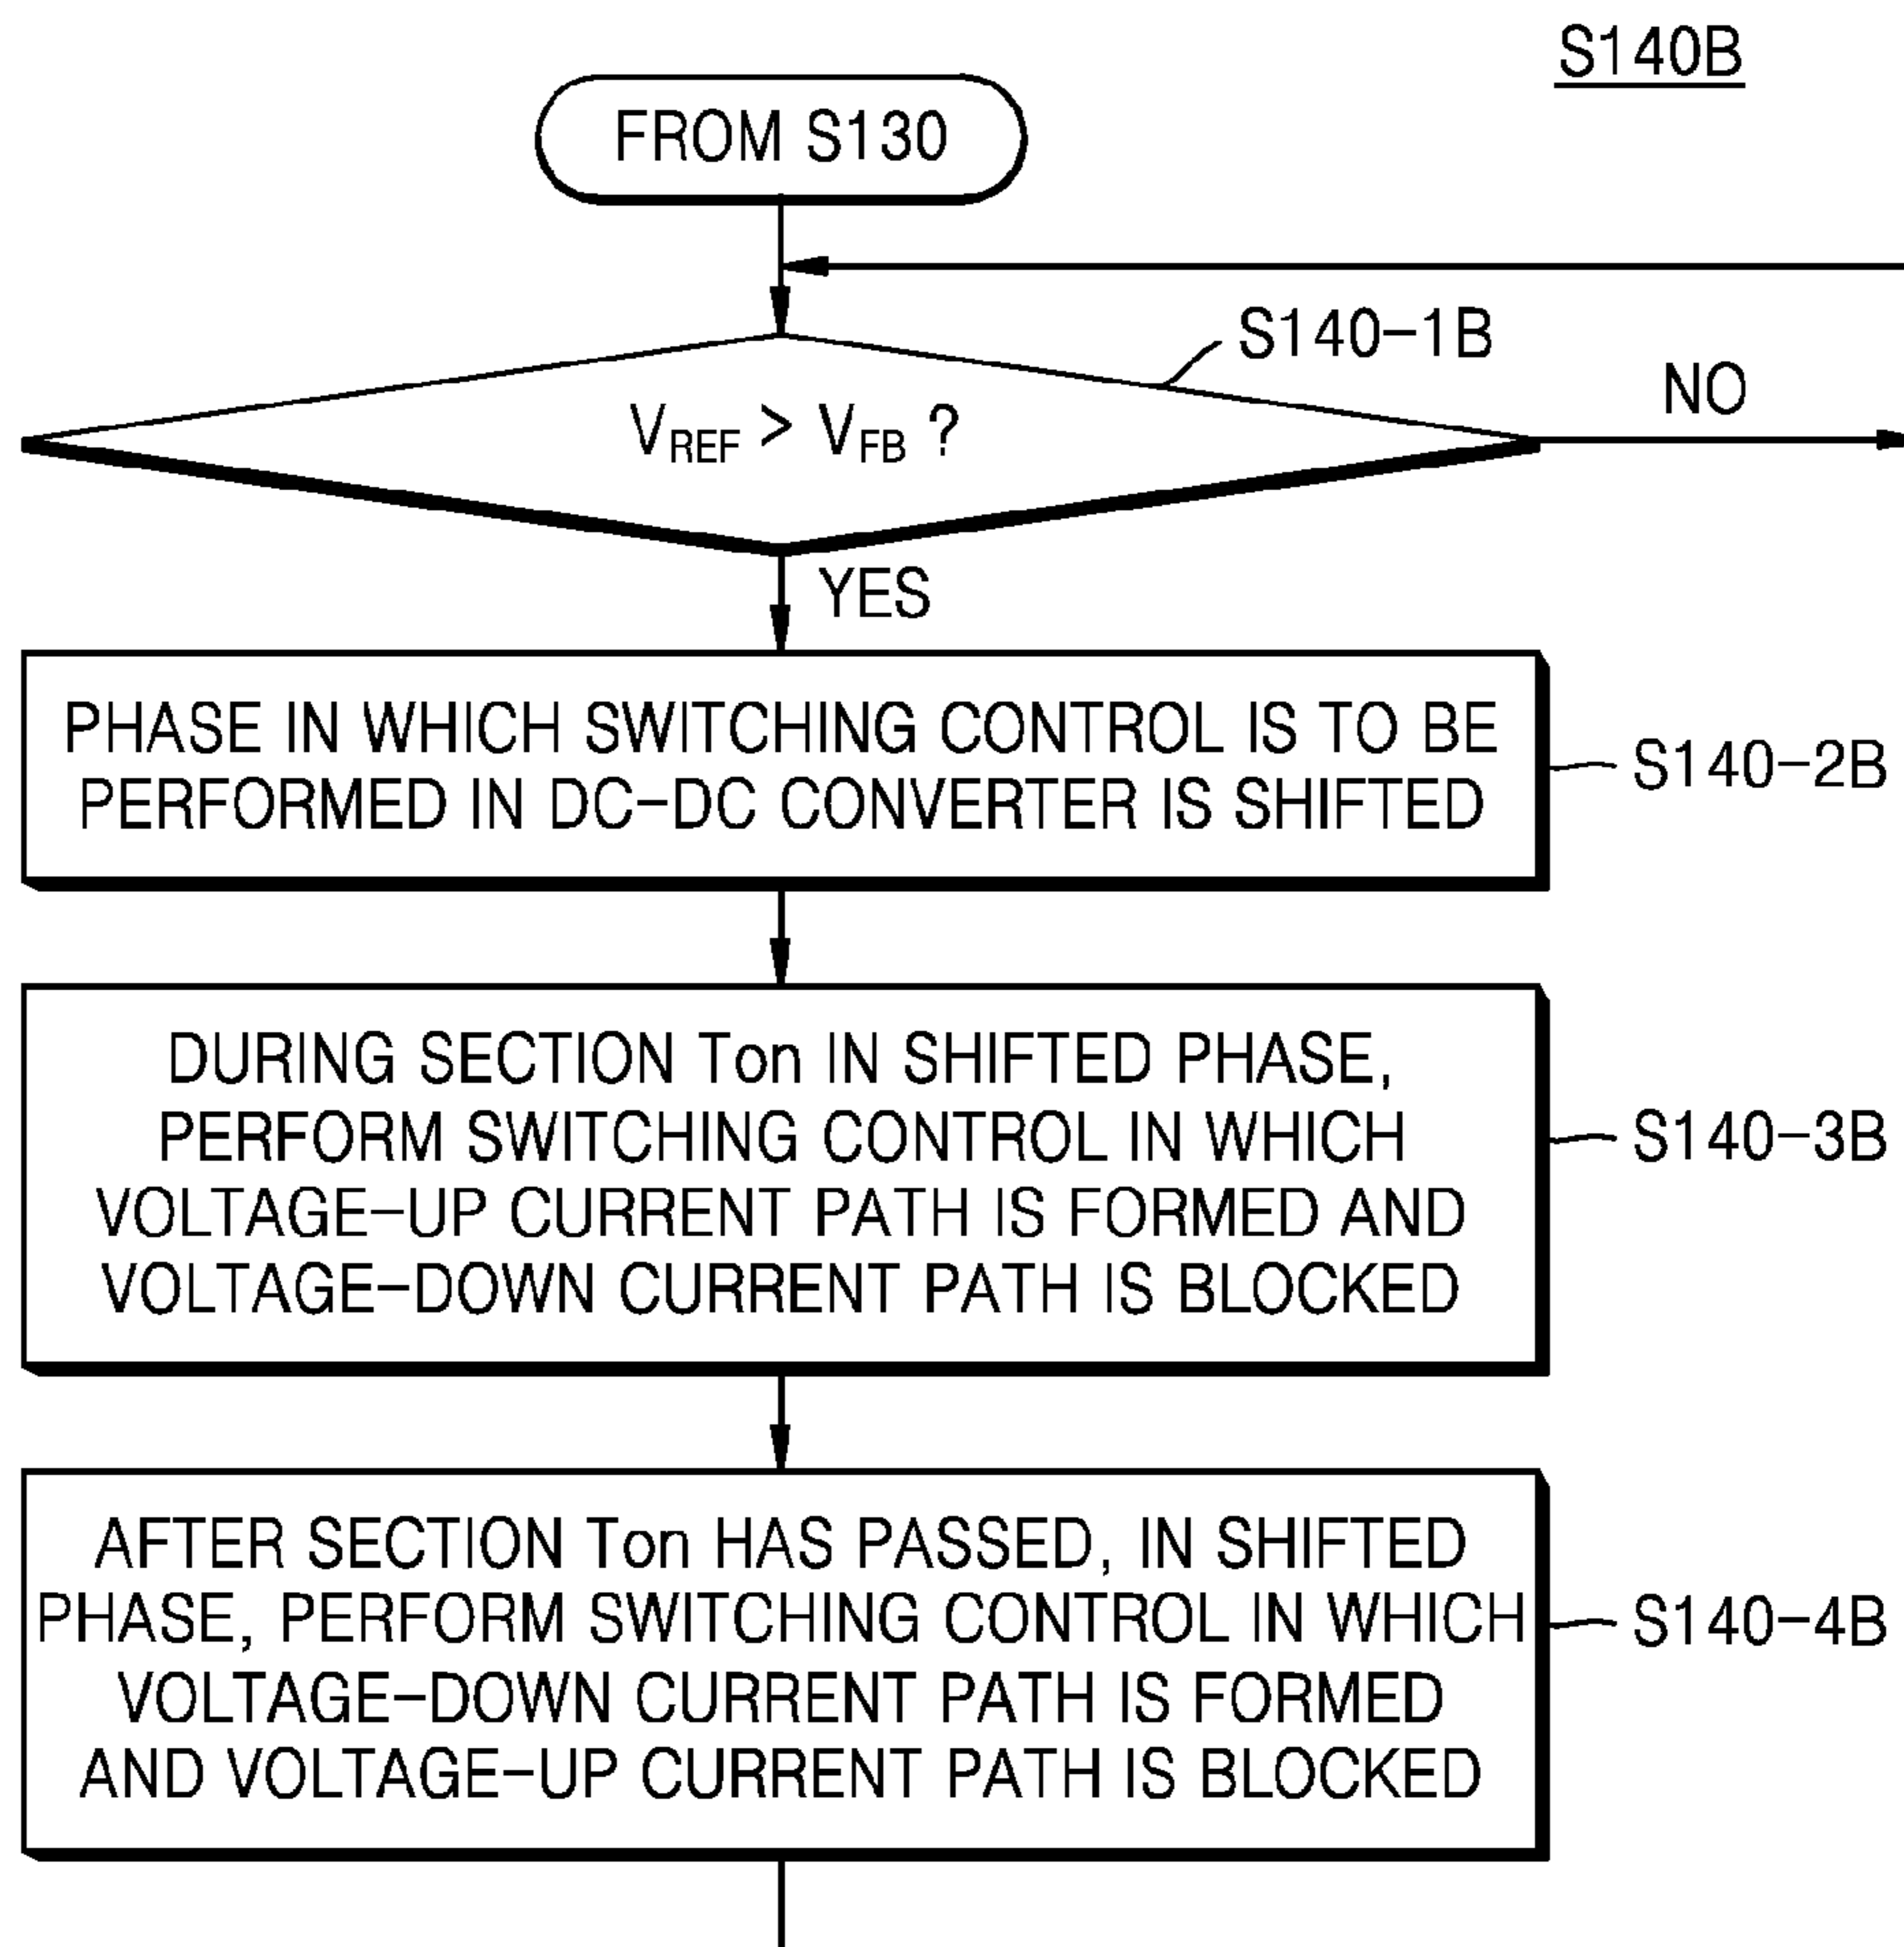 S140B
FROM S130
S140-1B
NO
VREF > VFB ?
YES
PHASE IN WHICH SWITCHING CONTROL IS TO BE
PERFORMED IN DC-DC CONVERTER IS SHIFTED
S140-2B
DURING SECTION Ton IN SHIFTED PHASE,
PERFORM SWITCHING CONTROL IN WHICH
VOLTAGE-UP CURRENT PATH IS FORMED AND
VOLTAGE-DOWN CURRENT PATH IS BLOCKED
S140-3B
AFTER SECTION Ton HAS PASSED, IN SHIFTED
PHASE, PERFORM SWITCHING CONTROL IN WHICH
VOLTAGE-DOWN CURRENT PATH IS FORMED
AND VOLTAGE-UP CURRENT PATH IS BLOCKED
S140-4B